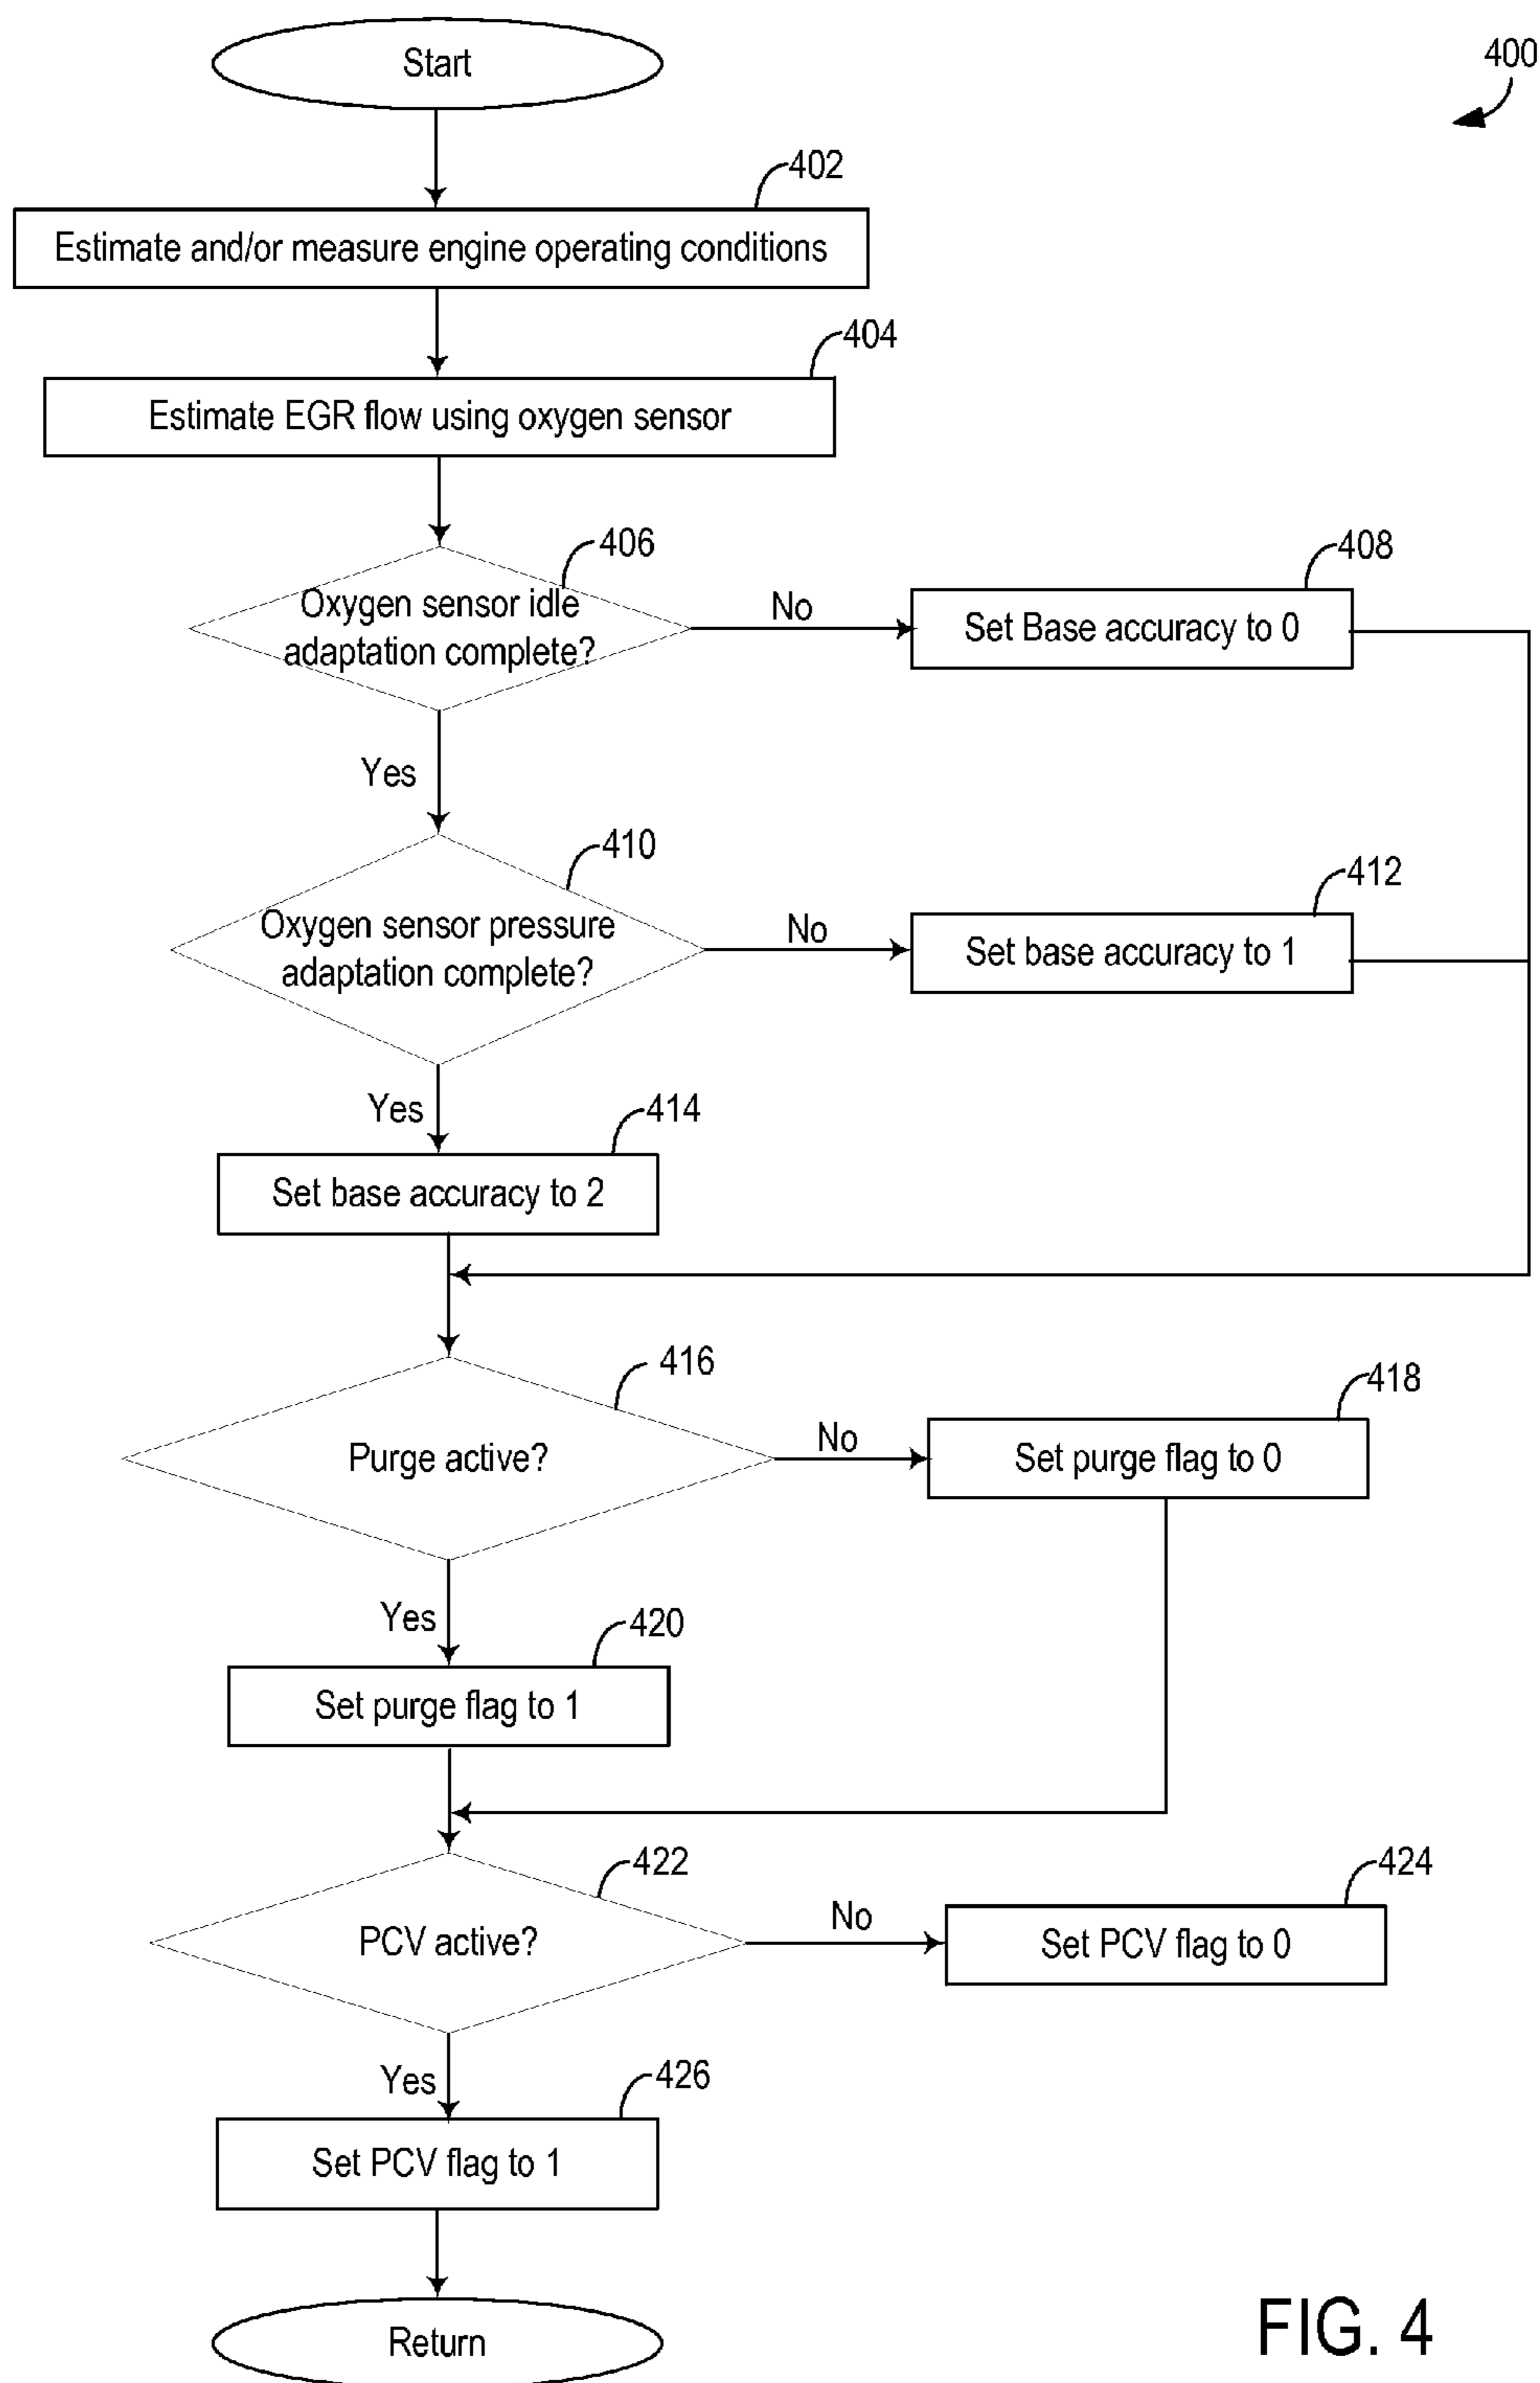 Start
400
402
Estimate and/or measure engine operating conditions
404
Estimate EGR flow using oxygen sensor
406
Oxygen sensor idle
adaptation complete?
No
408
Set Base accuracy to 0
Yes
410
Oxygen sensor pressure
adaptation complete?
No
412
Set base accuracy to 1
Yes
414
Set base accuracy to 2
416
Purge active?
No
418
Set purge flag to 0
Yes
420
Set purge flag to 1
422
PCV active?
No
424
Set PCV flag to 0
Yes
426
Set PCV flag to 1
Return
FIG. 4